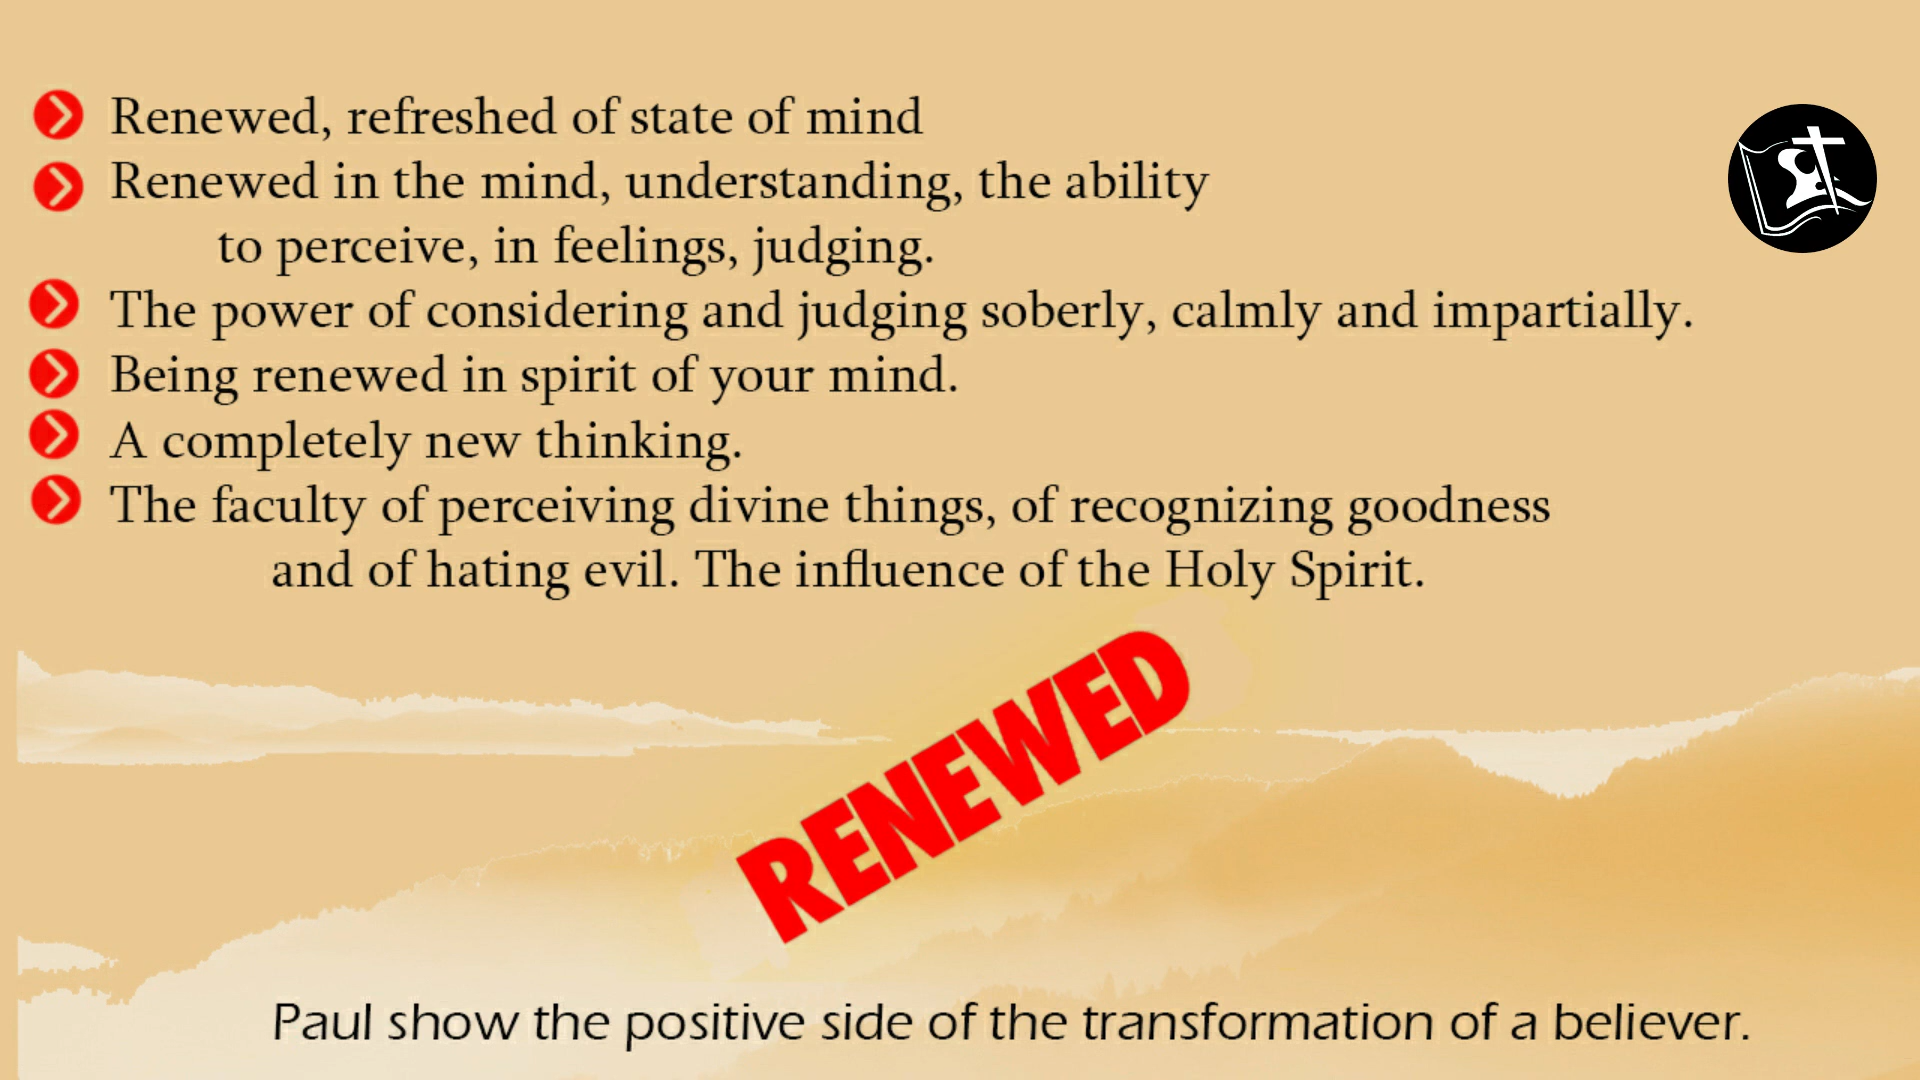 Renewed, refreshed of state of mind
Renewed in the mind, understanding, the ability
to perceive, in feelings, judging.
The power of considering and judging soberly, calmly and impartially.
Being renewed in spirit of your mind.
A completely new thinking.
The faculty of perceiving divine things, of recognizing goodness
and of hating evil. The influence of the Holy Spirit.
RENEWED
Paul show the positive side of the transformation of a believer.